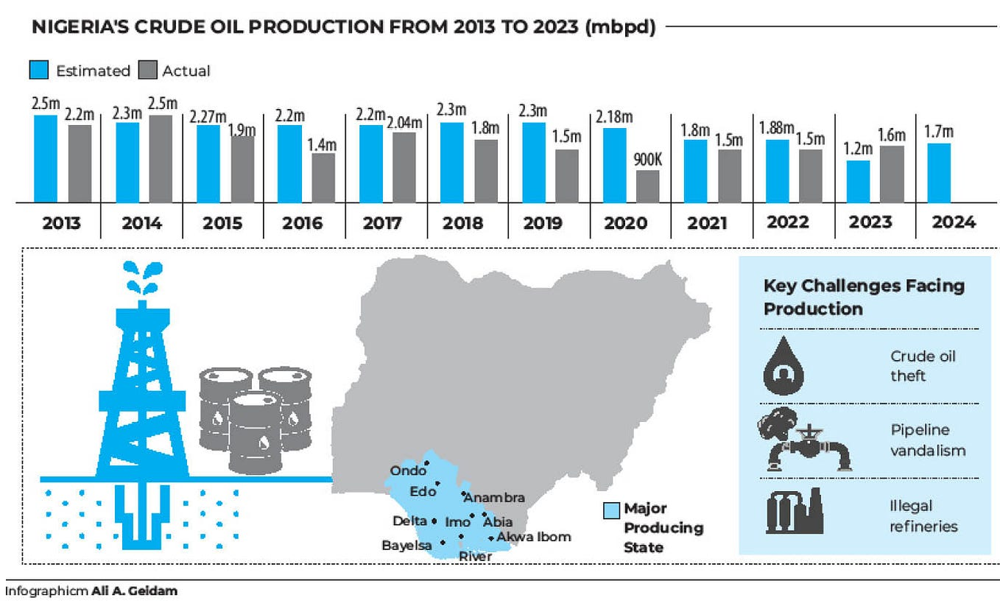 NIGERIA'S CRUDE OIL PRODUCTION FROM 2013 TO 2023 (mbpd)
Estimated Actual
2.5m 2.2m 2.3m 2.5m 2.27m 1.9m 2.2m 1.4m 2.2m 2.04m 2.3m 1.8m 2.3m 1.5m 2.18m 900K 1.8m 1.5m 1.88m 1.5m 1.2m 1.6m 1.7m
2013 2014 2015 2016 2017 2018 2019 2020 2021 2022 2023 2024
Key Challenges Facing
Production
Crude oil
theft
Pipeline
vandalism
Illegal
refineries
Ondo
Edo
Anambra
Delta
Imo
Abia
Bayelsa
Akwa Ibom
River
Major
Producing
State
Infographicm Ali A. Geidam